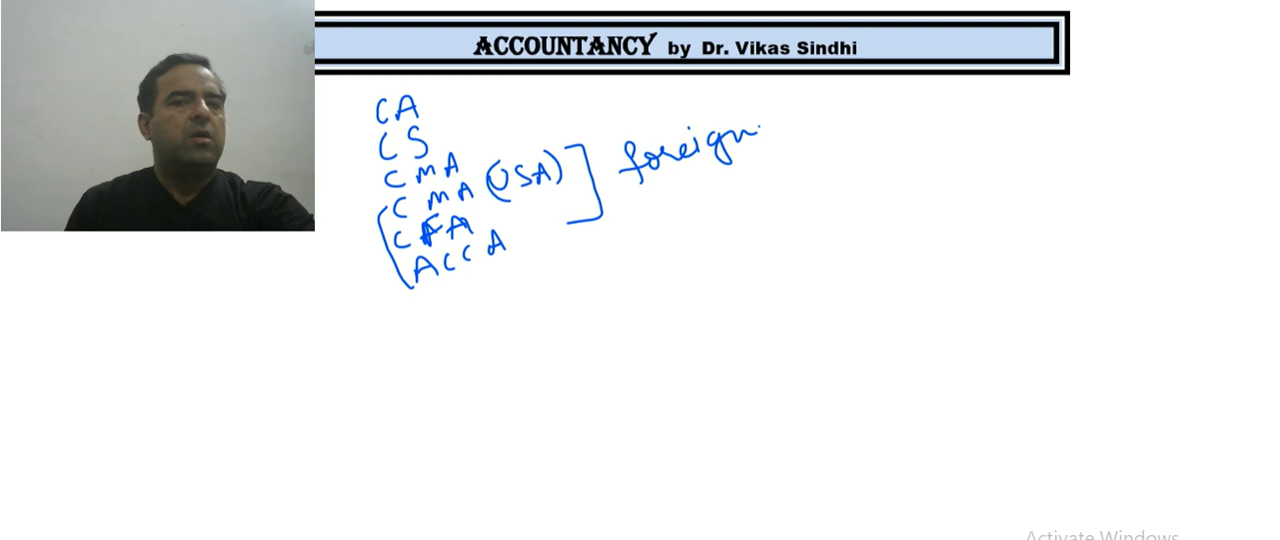 ACCOUNTANCY by Dr. Vikas Sindhi
CA
CS
CMA
CMA (USA)
CFA
ACCA
foreign
Activate Windows